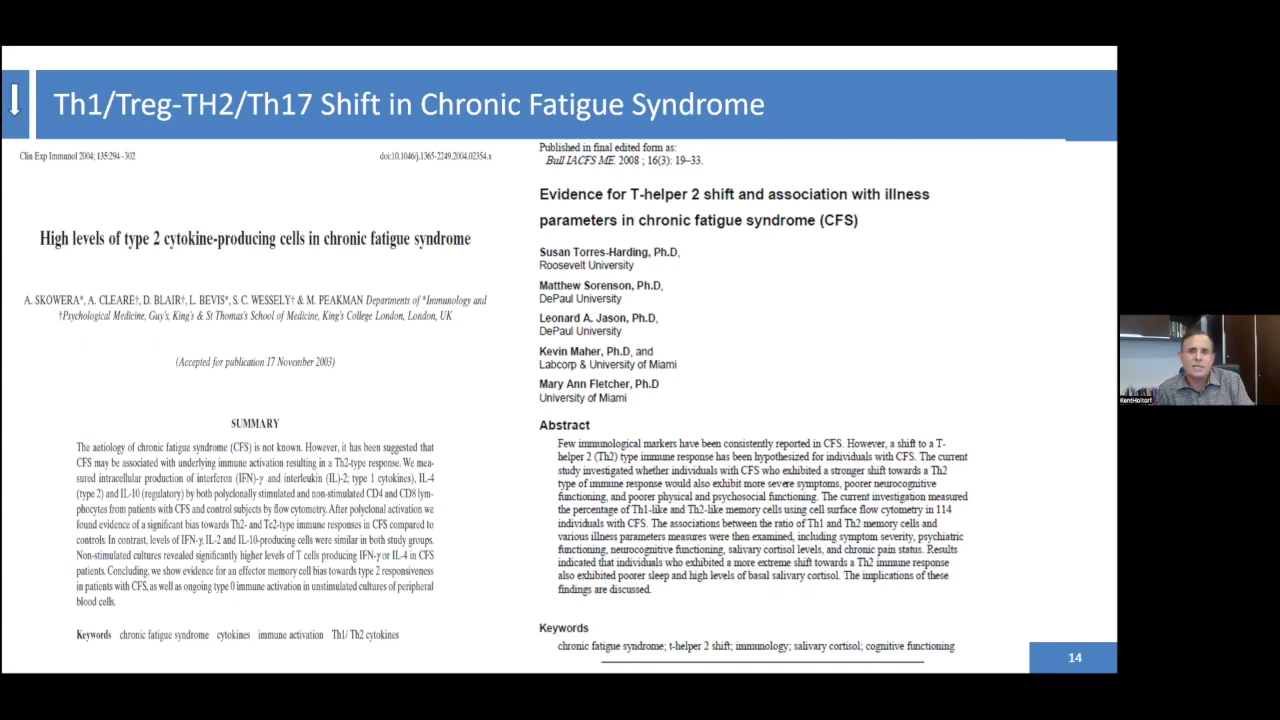 Th1/Treg-TH2/Th17 Shift in Chronic Fatigue Syndrome
Clin Exp Immunol 2004; 135:294–302
doi:10.1046/j.1365-2249.2004.02354.x
High levels of type 2 cytokine-producing cells in chronic fatigue syndrome
A. SKOWERA*, A. CLEARE†, D. BLAIR†, L. BEVIS*, S. C. WESSELY† & M. PEAKMAN Departments of *Immunology and
†Psychological Medicine, Guy's, King's & St Thomas's School of Medicine, King's College London, London, UK
(Accepted for publication 17 November 2003)
SUMMARY
The aetiology of chronic fatigue syndrome (CFS) is not known. However, it has been suggested that
CFS may be associated with underlying immune activation resulting in a Th2-type response. We mea-
sured intracellular production of interferon (IFN)-γ and interleukin (IL)-2; type 1 cytokines), IL-4
(type 2) and IL-10 (regulatory) by both polyclonally stimulated and non-stimulated CD4 and CD8 lym-
phocytes from patients with CFS and control subjects by flow cytometry. After polyclonal activation we
found evidence of a significant bias towards Th2- and Tc2-type immune responses in CFS compared to
controls. In contrast, levels of IFN-γ, IL-2 and IL-10-producing cells were similar in both study groups.
Non-stimulated cultures revealed significantly higher levels of T cells producing IFN-γ or IL-4 in CFS
patients. Concluding, we show evidence for an effector memory cell bias towards type 2 responsiveness
in patients with CFS, as well as ongoing type 0 immune activation in unstimulated cultures of peripheral
blood cells.
Keywords chronic fatigue syndrome cytokines immune activation Th1/ Th2 cytokines
Published in final edited form as:
Bull IACFS ME. 2008 ; 16(3): 19–33.
Evidence for T-helper 2 shift and association with illness
parameters in chronic fatigue syndrome (CFS)
Susan Torres-Harding, Ph.D,
Roosevelt University
Matthew Sorenson, Ph.D,
DePaul University
Leonard A. Jason, Ph.D,
DePaul University
Kevin Maher, Ph.D, and
Labcorp & University of Miami
Mary Ann Fletcher, Ph.D
University of Miami
Abstract
Few immunological markers have been consistently reported in CFS. However, a shift to a T-
helper 2 (Th2) type immune response has been hypothesized for individuals with CFS. The current
study investigated whether individuals with CFS who exhibited a stronger shift towards a Th2
type of immune response would also exhibit more severe symptoms, poorer neurocognitive
functioning, and poorer physical and psychosocial functioning. The current investigation measured
the percentage of Th1-like and Th2-like memory cells using cell surface flow cytometry in 114
individuals with CFS. The associations between the ratio of Th1 and Th2 memory cells and
various illness parameters measures were then examined, including symptom severity, psychiatric
functioning, neurocognitive functioning, salivary cortisol levels, and chronic pain status. Results
indicated that individuals who exhibited a more extreme shift towards a Th2 immune response
also exhibited poorer sleep and high levels of basal salivary cortisol. The implications of these
findings are discussed.
Keywords
chronic fatigue syndrome; t-helper 2 shift; immunology; salivary cortisol; cognitive functioning
14
KentHoltorf